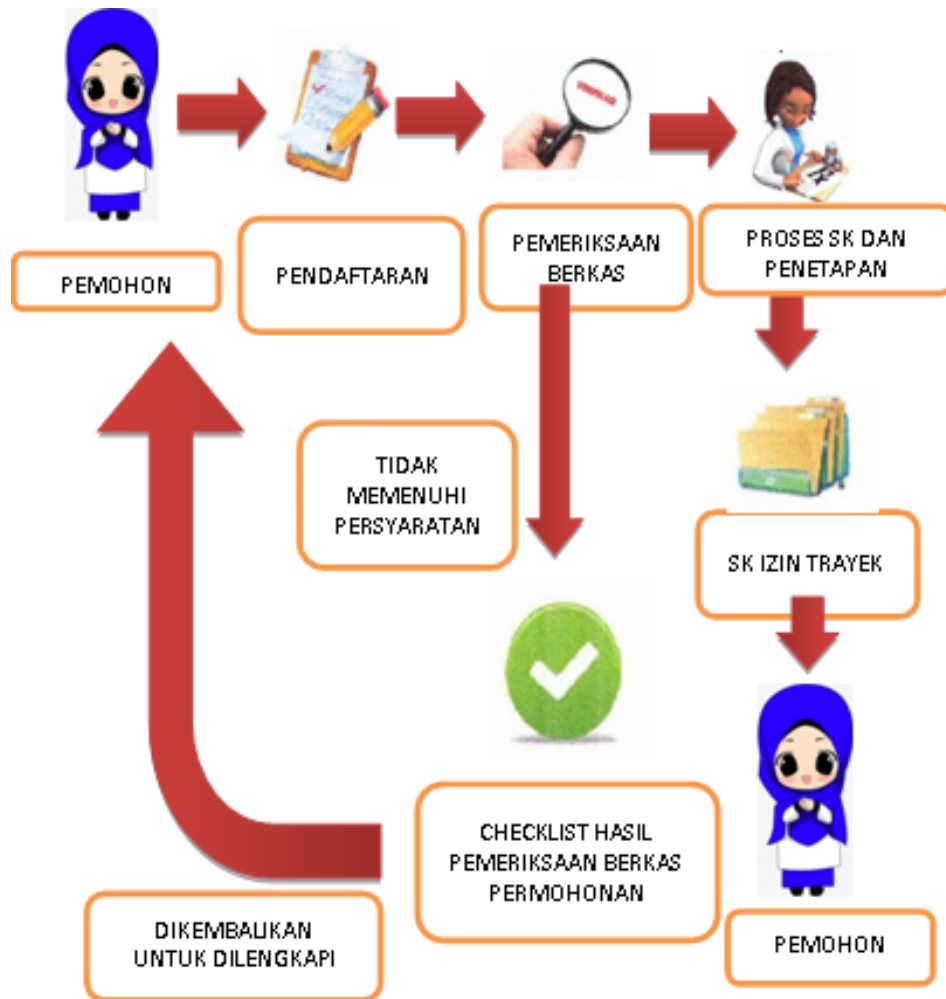 VERIFIKASI
PEMOHON
PENDAFTARAN
PEMERIKSAAN
BERKAS
PROSES SK DAN
PENETAPAN
TIDAK
MEMENUHI
PERSYARATAN
SK IZIN TRAYEK
CHECKLIST HASIL
PEMERIKSAAN BERKAS
PERMOHONAN
DIKEMBALIKAN
UNTUK DILENGKAPI
PEMOHON